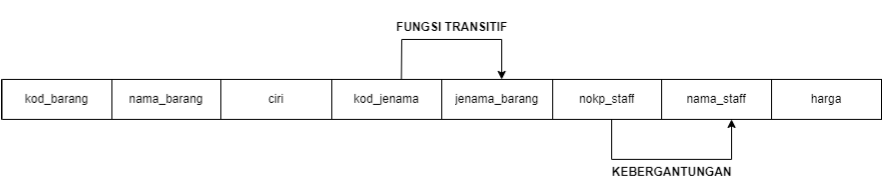 FUNGSI TRANSITIF
kod_barang nama_barang ciri kod_jenama jenama_barang nokp_staff nama_staff harga
KEBERGANTUNGAN